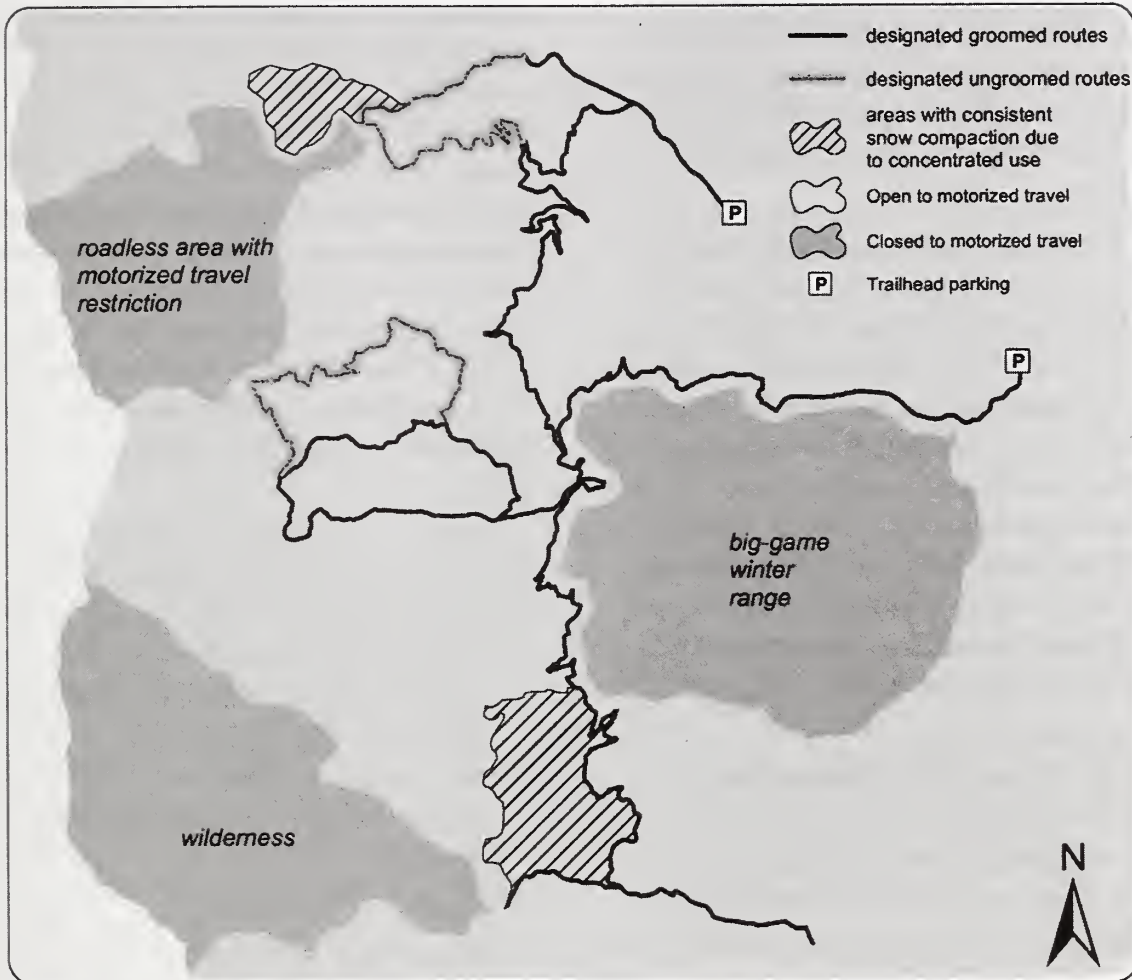 designated groomed routes
designated ungroomed routes
areas with consistent
snow compaction due
to concentrated use
Open to motorized travel
Closed to motorized travel
P
Trailhead parking
P
roadless area with
motorized travel
restriction
P
big-game
winter
range
wilderness
N